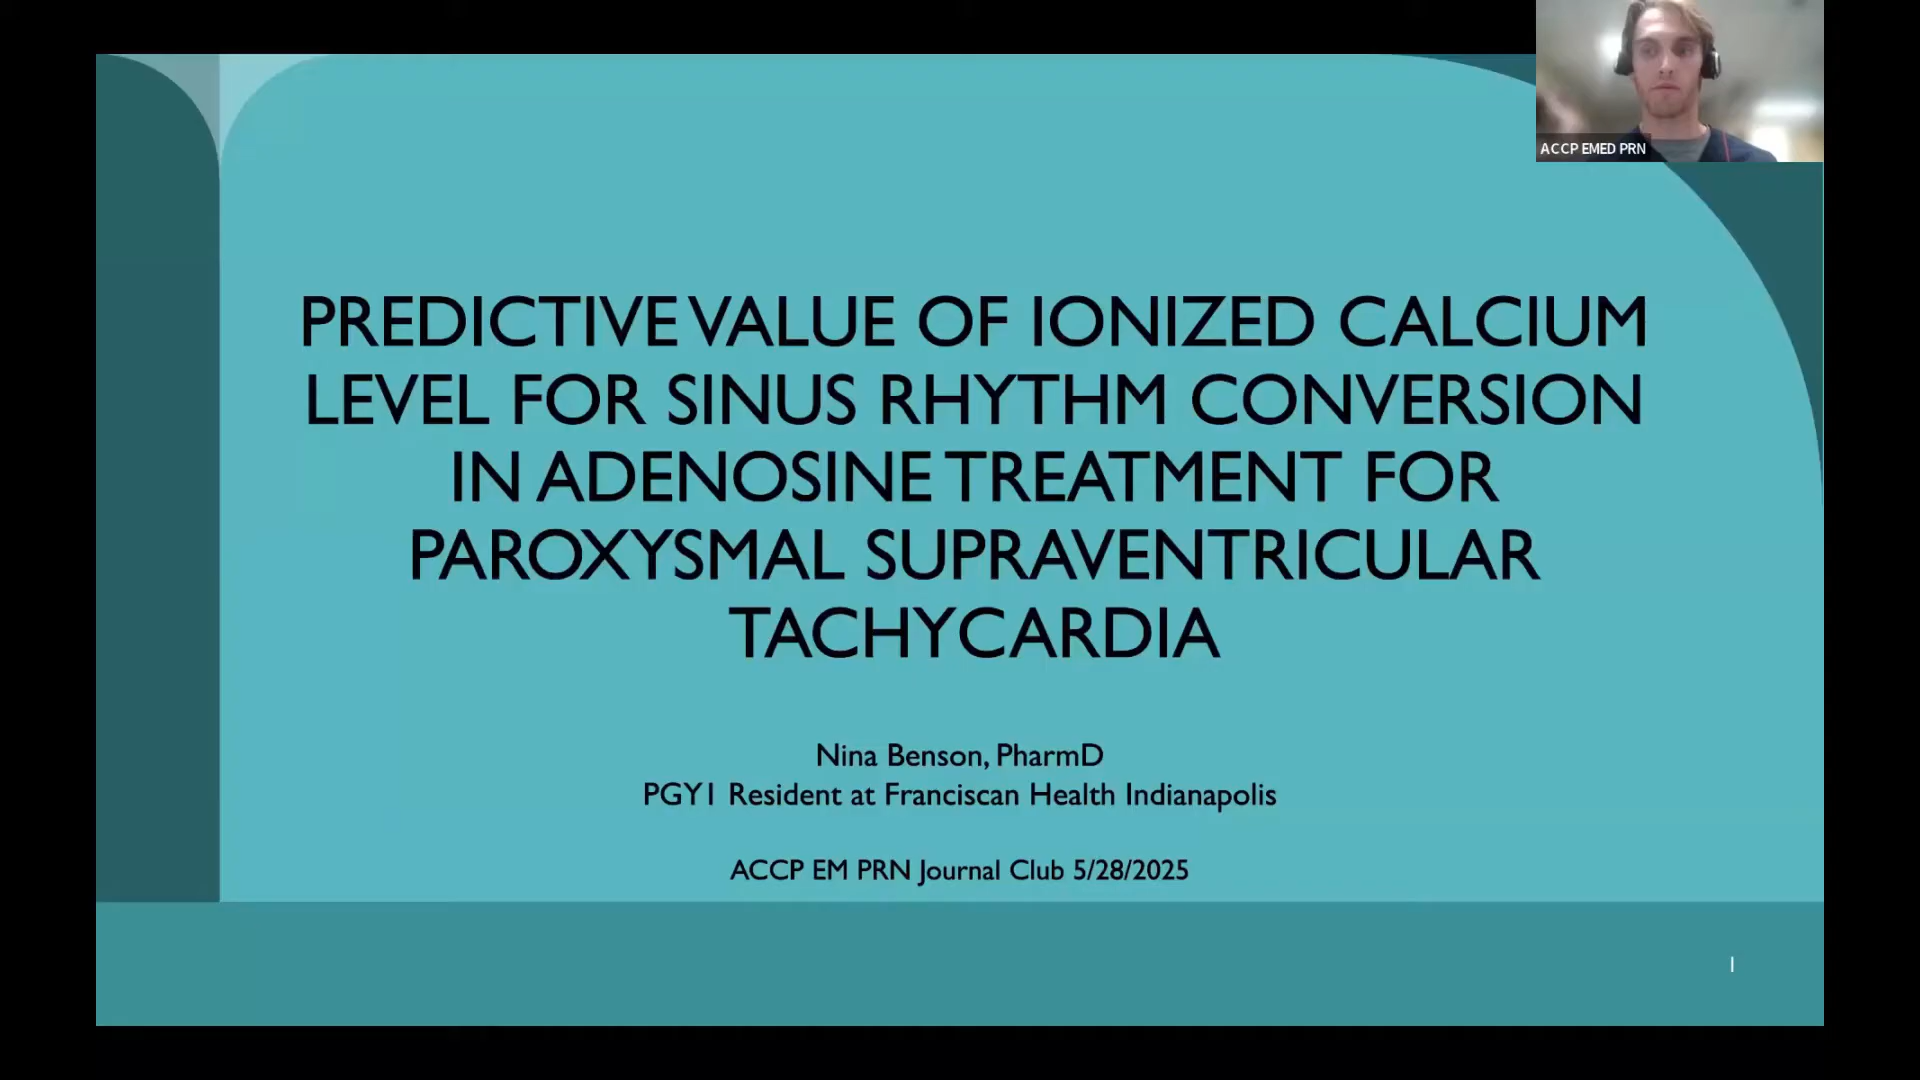 ACCP EMED PRN
PREDICTIVE VALUE OF IONIZED CALCIUM
LEVEL FOR SINUS RHYTHM CONVERSION
IN ADENOSINE TREATMENT FOR
PAROXYSMAL SUPRAVENTRICULAR
TACHYCARDIA
Nina Benson, PharmD
PGY1 Resident at Franciscan Health Indianapolis
ACCP EM PRN Journal Club 5/28/2025
1